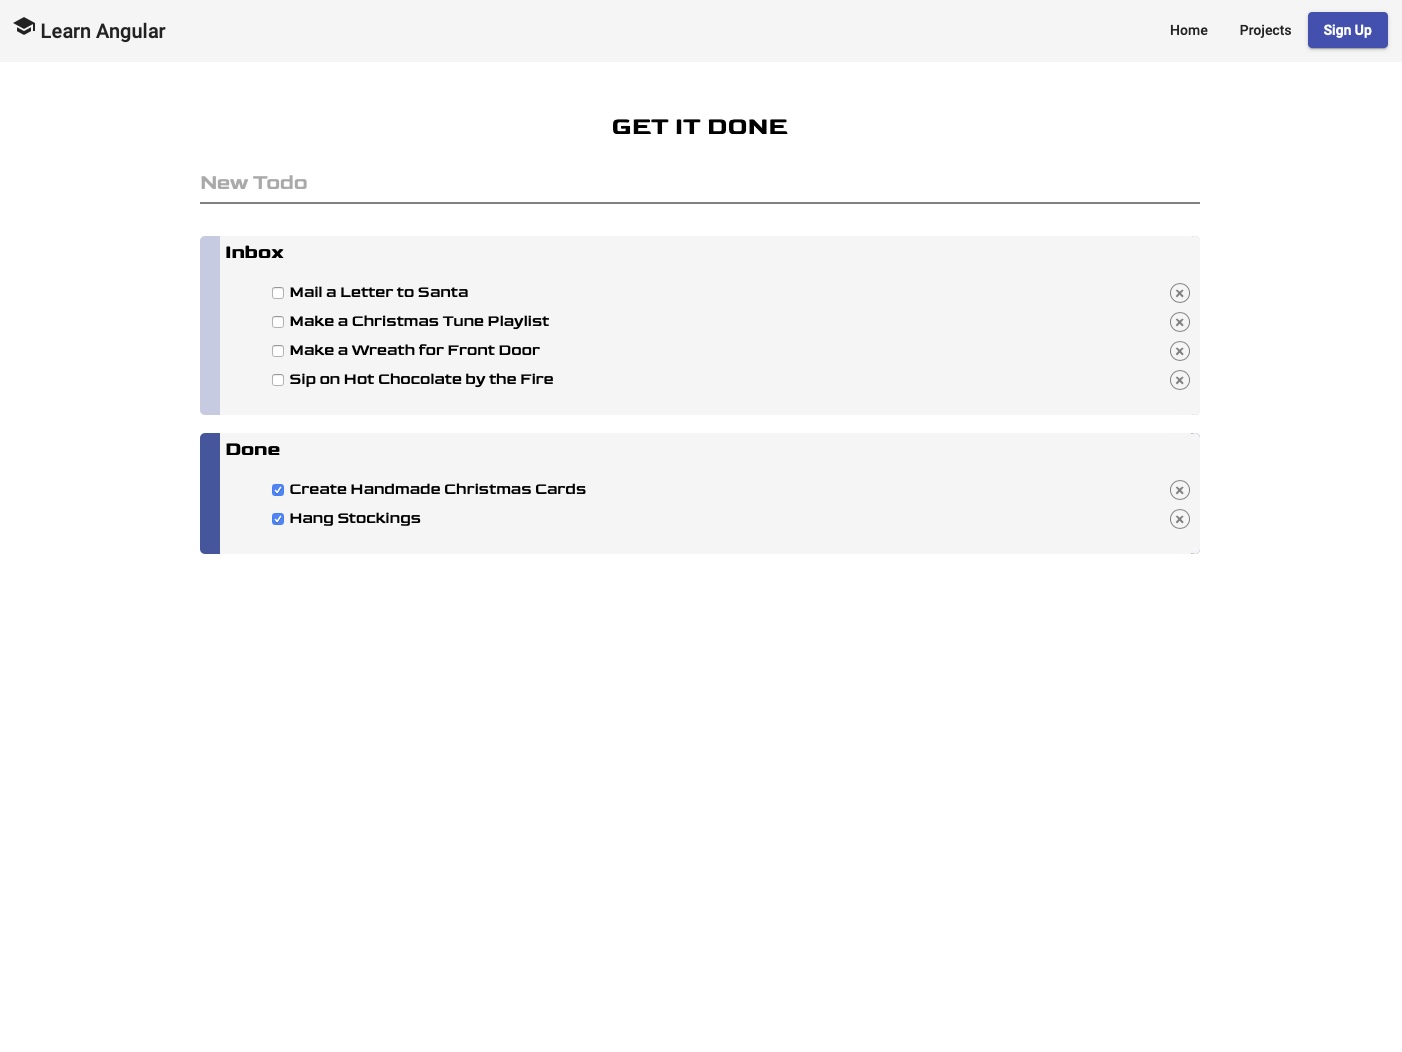 Learn Angular
Home
Projects
Sign Up
GET IT DONE
New Todo
Inbox
Mail a Letter to Santa
Make a Christmas Tune Playlist
Make a Wreath for Front Door
Sip on Hot Chocolate by the Fire
Done
Create Handmade Christmas Cards
Hang Stockings